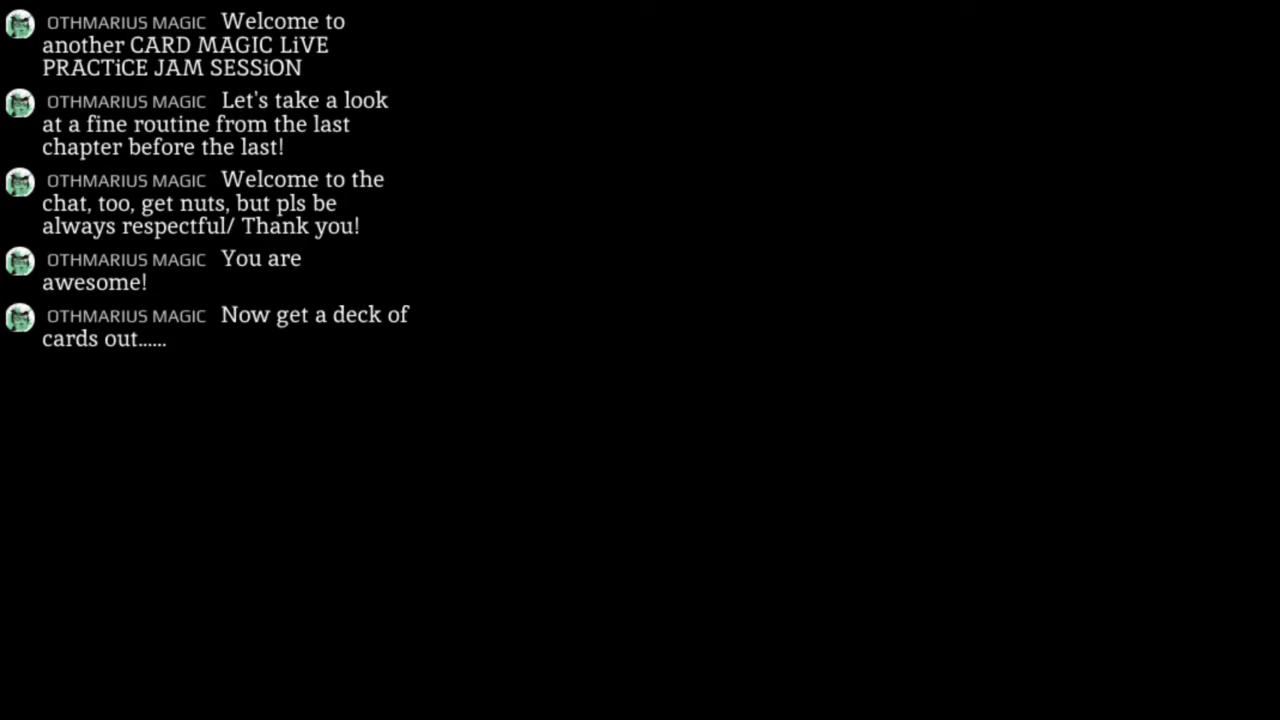 OTHMARIUS MAGIC Welcome to
another CARD MAGIC LiVE
PRACTiCE JAM SESSiON
OTHMARIUS MAGIC Let's take a look
at a fine routine from the last
chapter before the last!
OTHMARIUS MAGIC Welcome to the
chat, too, get nuts, but pls be
always respectful/ Thank you!
OTHMARIUS MAGIC You are
awesome!
OTHMARIUS MAGIC Now get a deck of
cards out......